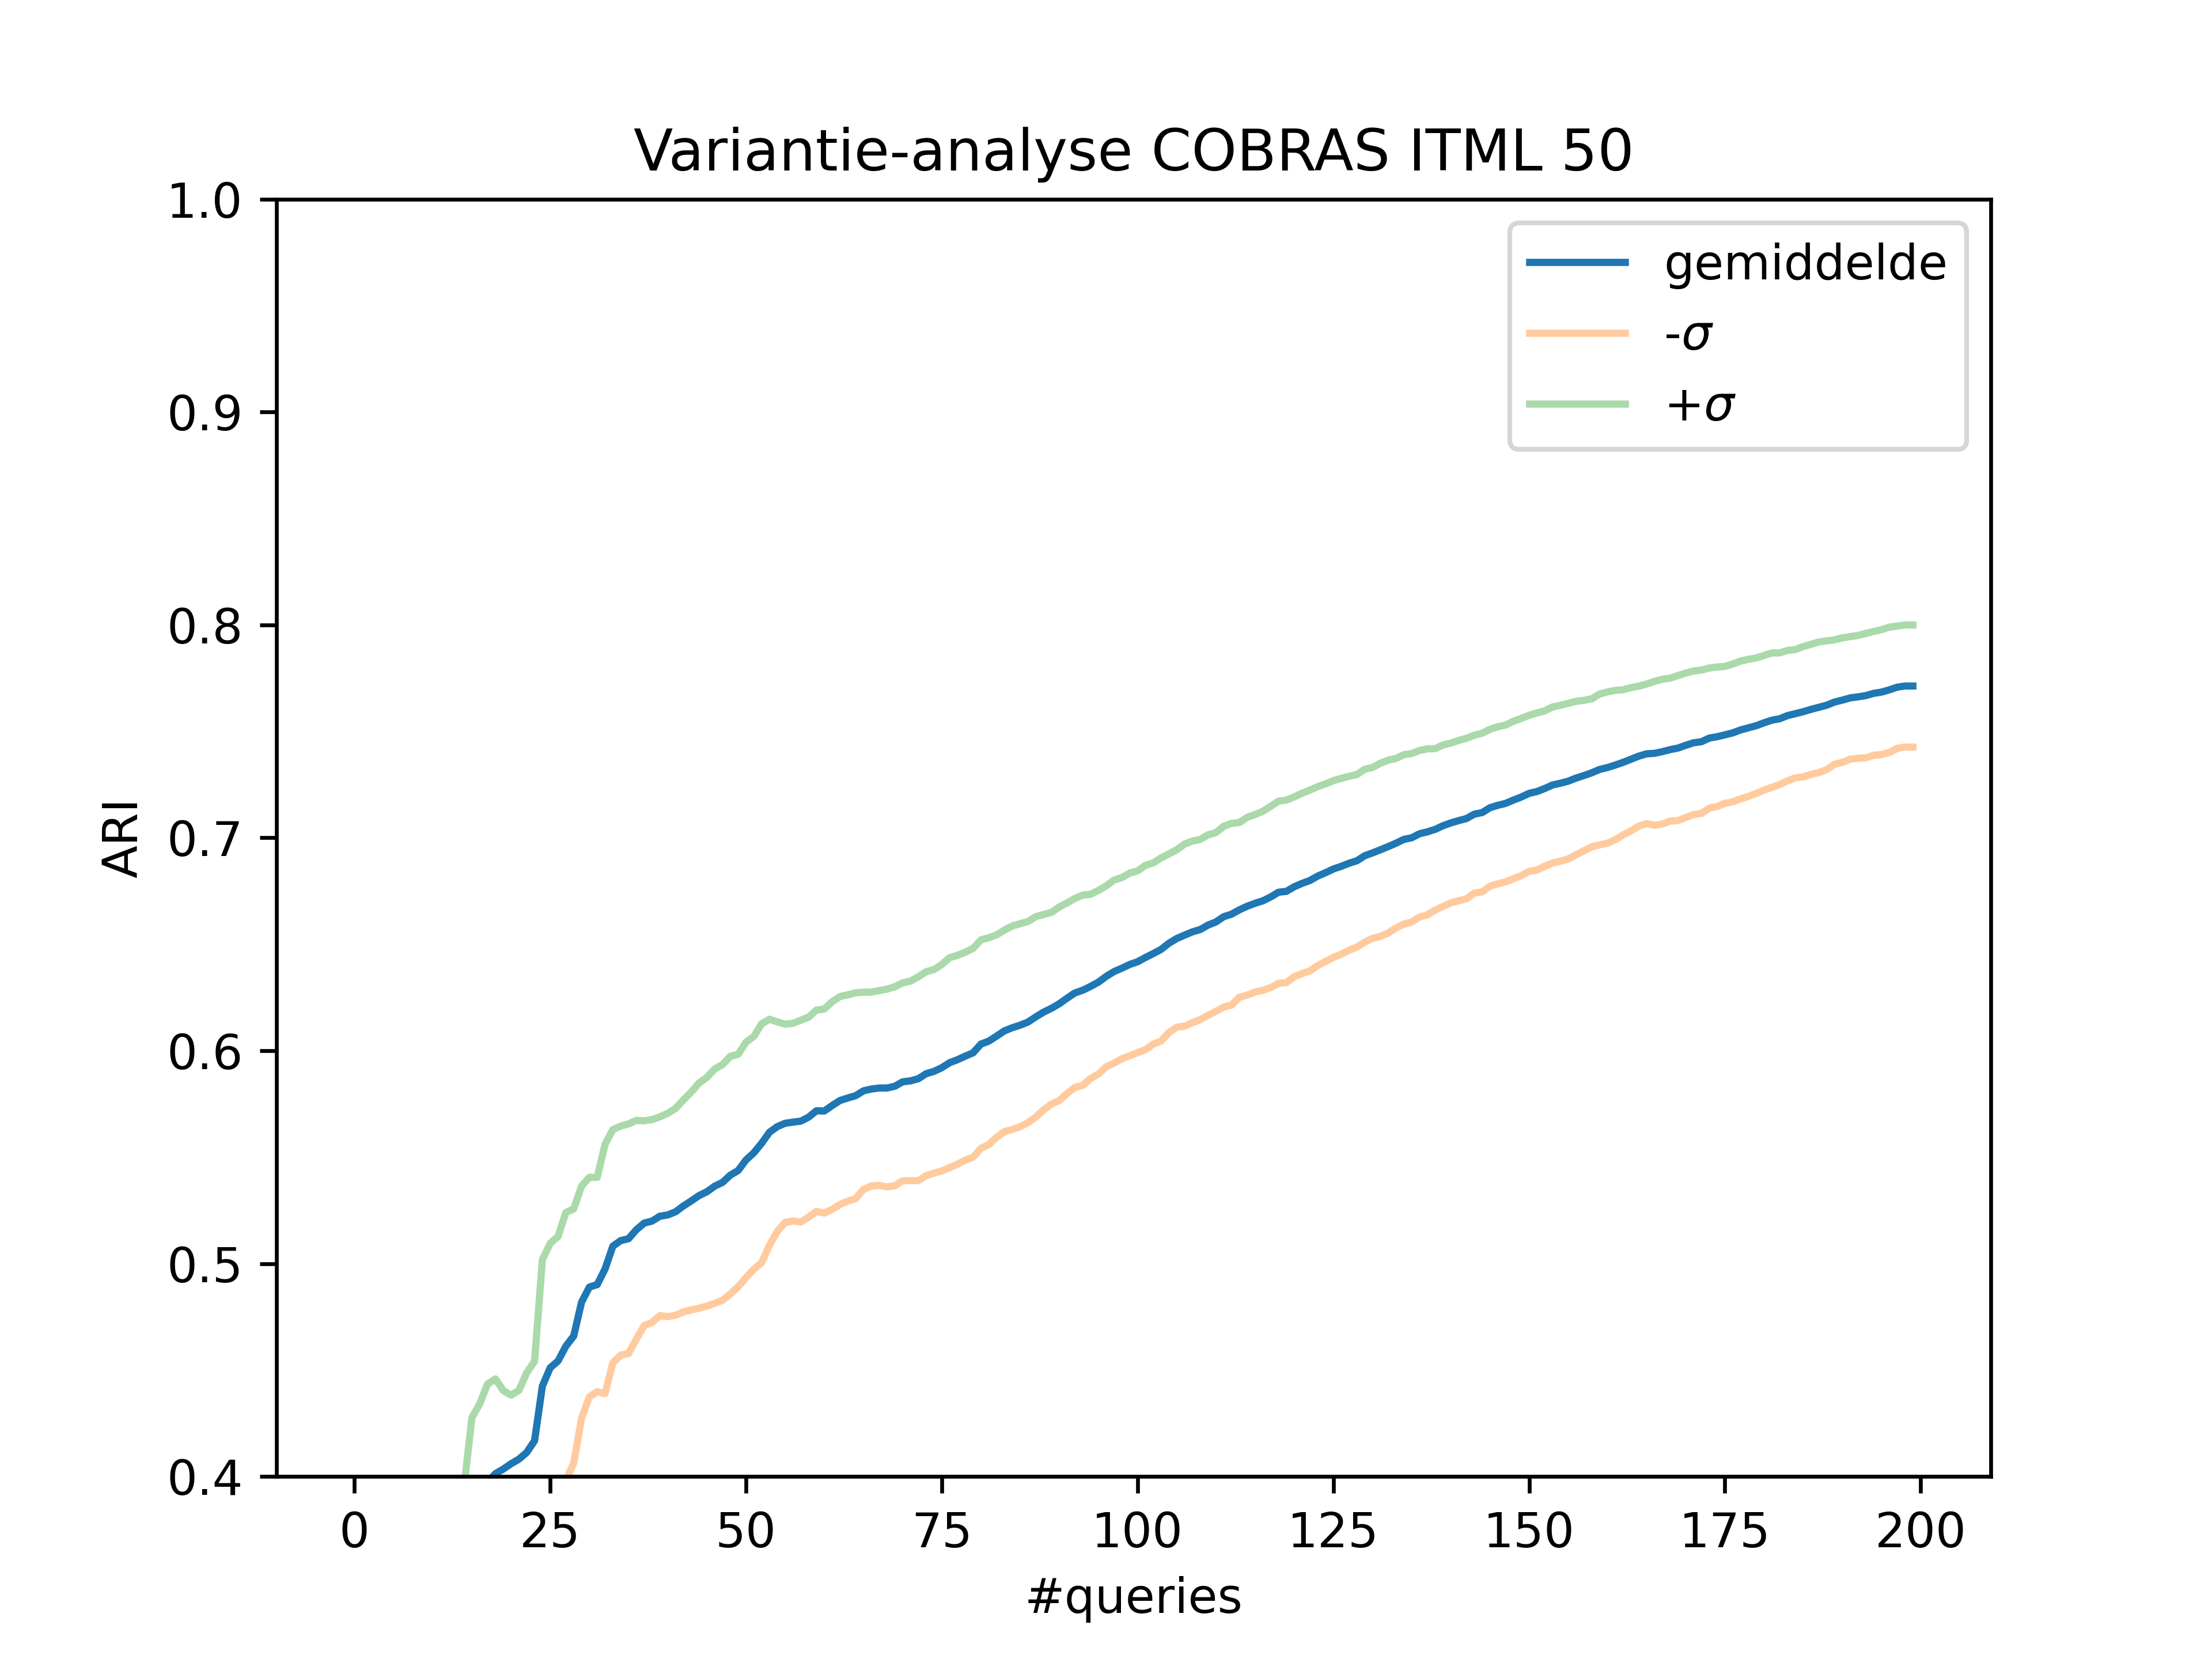 Variantie-analyse COBRAS ITML 50
1.0
0.9
0.8
0.7
0.6
0.5
0.4
ARI
gemiddelde
-σ
+σ
0 25 50 75 100 125 150 175 200
#queries